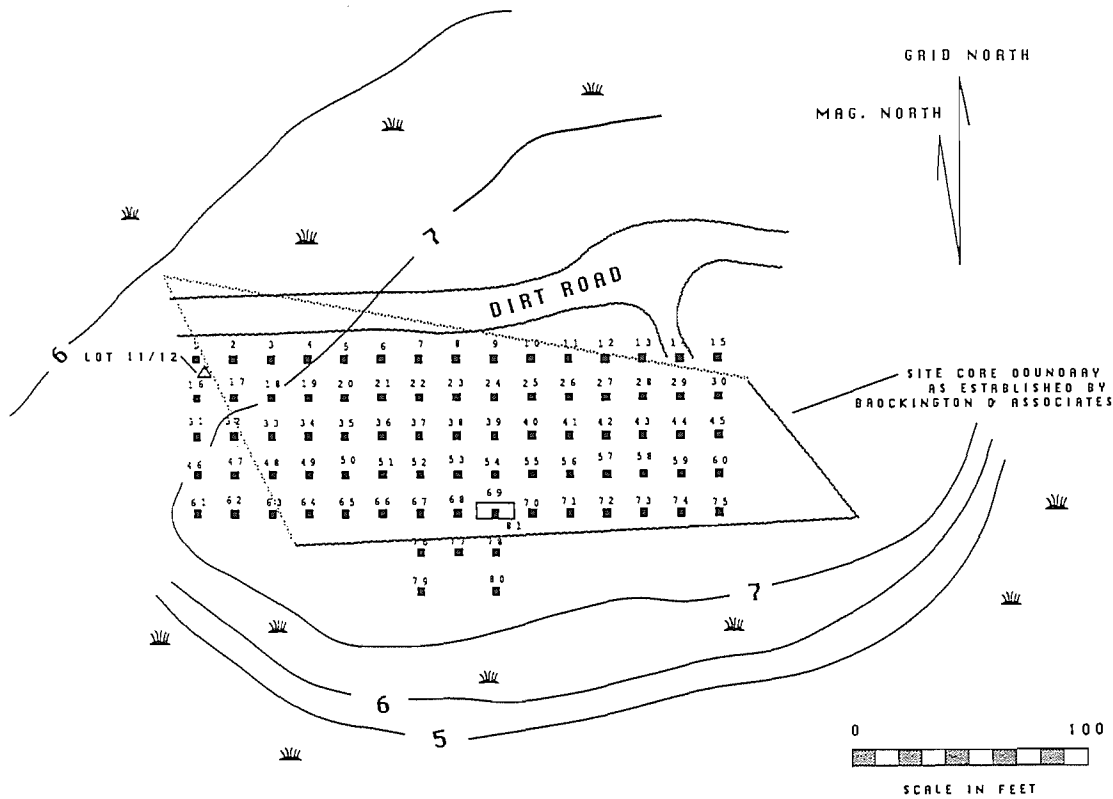 GRID NORTH
MAG. NORTH
7
DIRT ROAD
6
LOT 11/12
1 2 3 4 5 6 7 8 9 10 11 12 13 14 15
16 17 18 19 20 21 22 23 24 25 26 27 28 29 30
31 32 33 34 35 36 37 38 39 40 41 42 43 44 45
46 47 48 49 50 51 52 53 54 55 56 57 58 59 60
61 62 63 64 65 66 67 68 69 70 71 72 73 74 75
81
76 77 78
79 80
SITE CORE BOUNDARY
AS ESTABLISHED BY
BROCKINGTON & ASSOCIATES
7
6
5
0 100
SCALE IN FEET